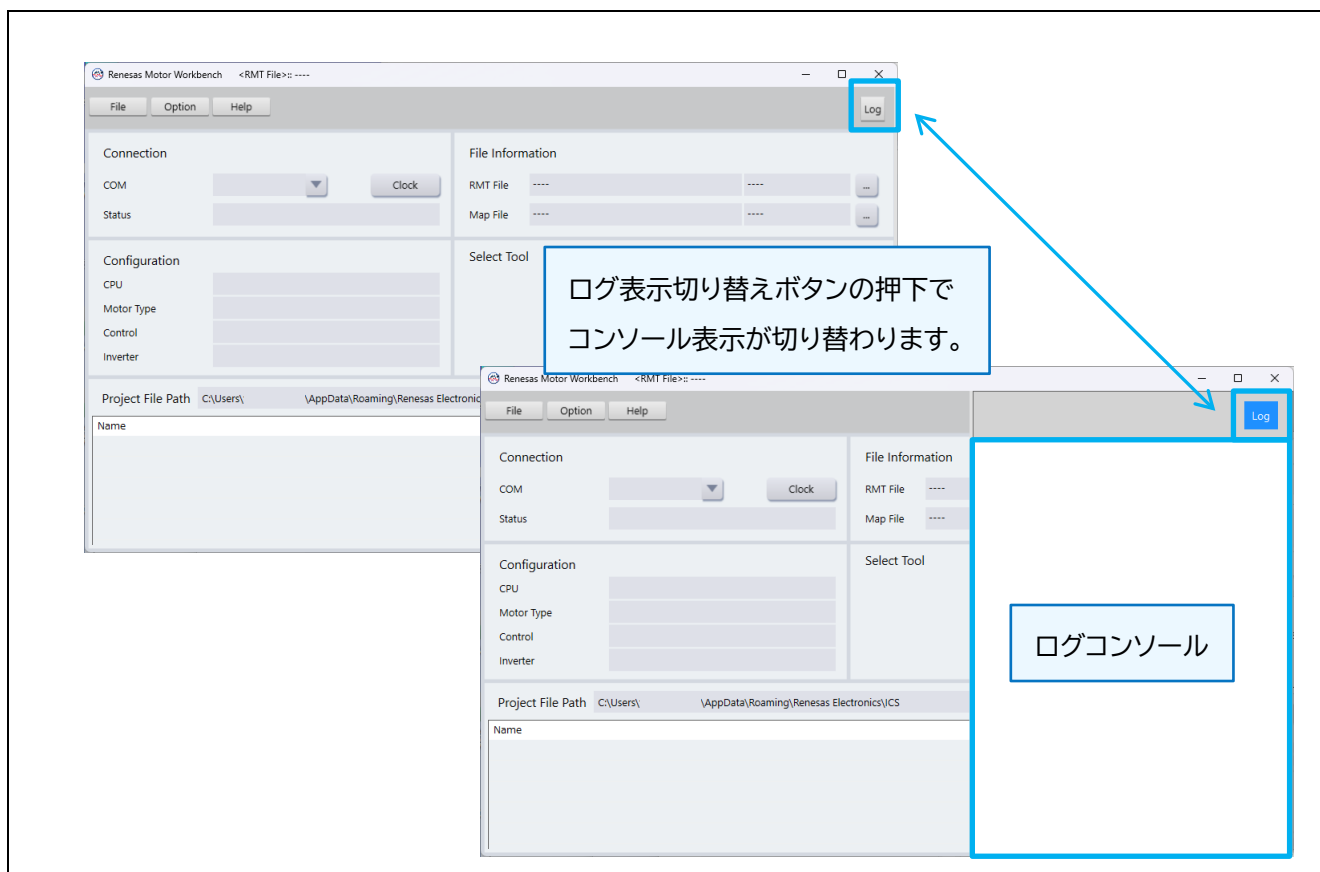 Renesas Motor Workbench <RMT File>:: ----
File Option Help Log
Connection
COM Clock
Status
File Information
RMT File ---- ---- ...
Map File ---- ---- ...
Configuration
CPU
Motor Type
Control
Inverter
Select Tool
ログ表示切り替えボタンの押下で
コンソール表示が切り替わります。
Project File Path C:\Users\ \AppData\Roaming\Renesas Electronic
Name
Renesas Motor Workbench <RMT File>:: ----
File Option Help Log
Connection
COM Clock
Status
File Information
RMT File ----
Map File ----
Configuration
CPU
Motor Type
Control
Inverter
Select Tool
ログコンソール
Project File Path C:\Users\ \AppData\Roaming\Renesas Electronics\ICS
Name